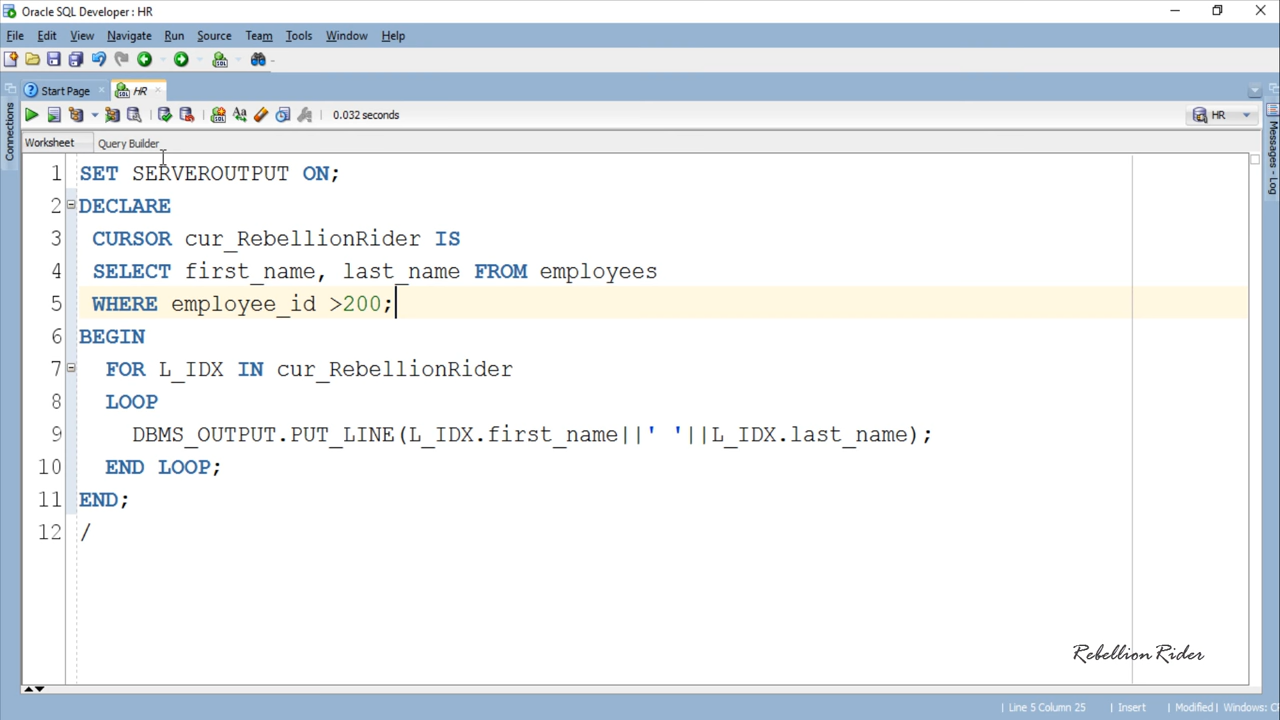 Oracle SQL Developer : HR
File Edit View Navigate Run Source Team Tools Window Help
Start Page HR
0.032 seconds HR
Connections
Messages - Log
Worksheet Query Builder
1 SET SERVEROUTPUT ON;
2 DECLARE
3 CURSOR cur_RebellionRider IS
4 SELECT first_name, last_name FROM employees
5 WHERE employee_id >200;
6 BEGIN
7 FOR L_IDX IN cur_RebellionRider
8 LOOP
9 DBMS_OUTPUT.PUT_LINE(L_IDX.first_name||' '||L_IDX.last_name);
10 END LOOP;
11 END;
12 /
Rebellion Rider
Line 5 Column 25 | Insert | Modified | Windows: C